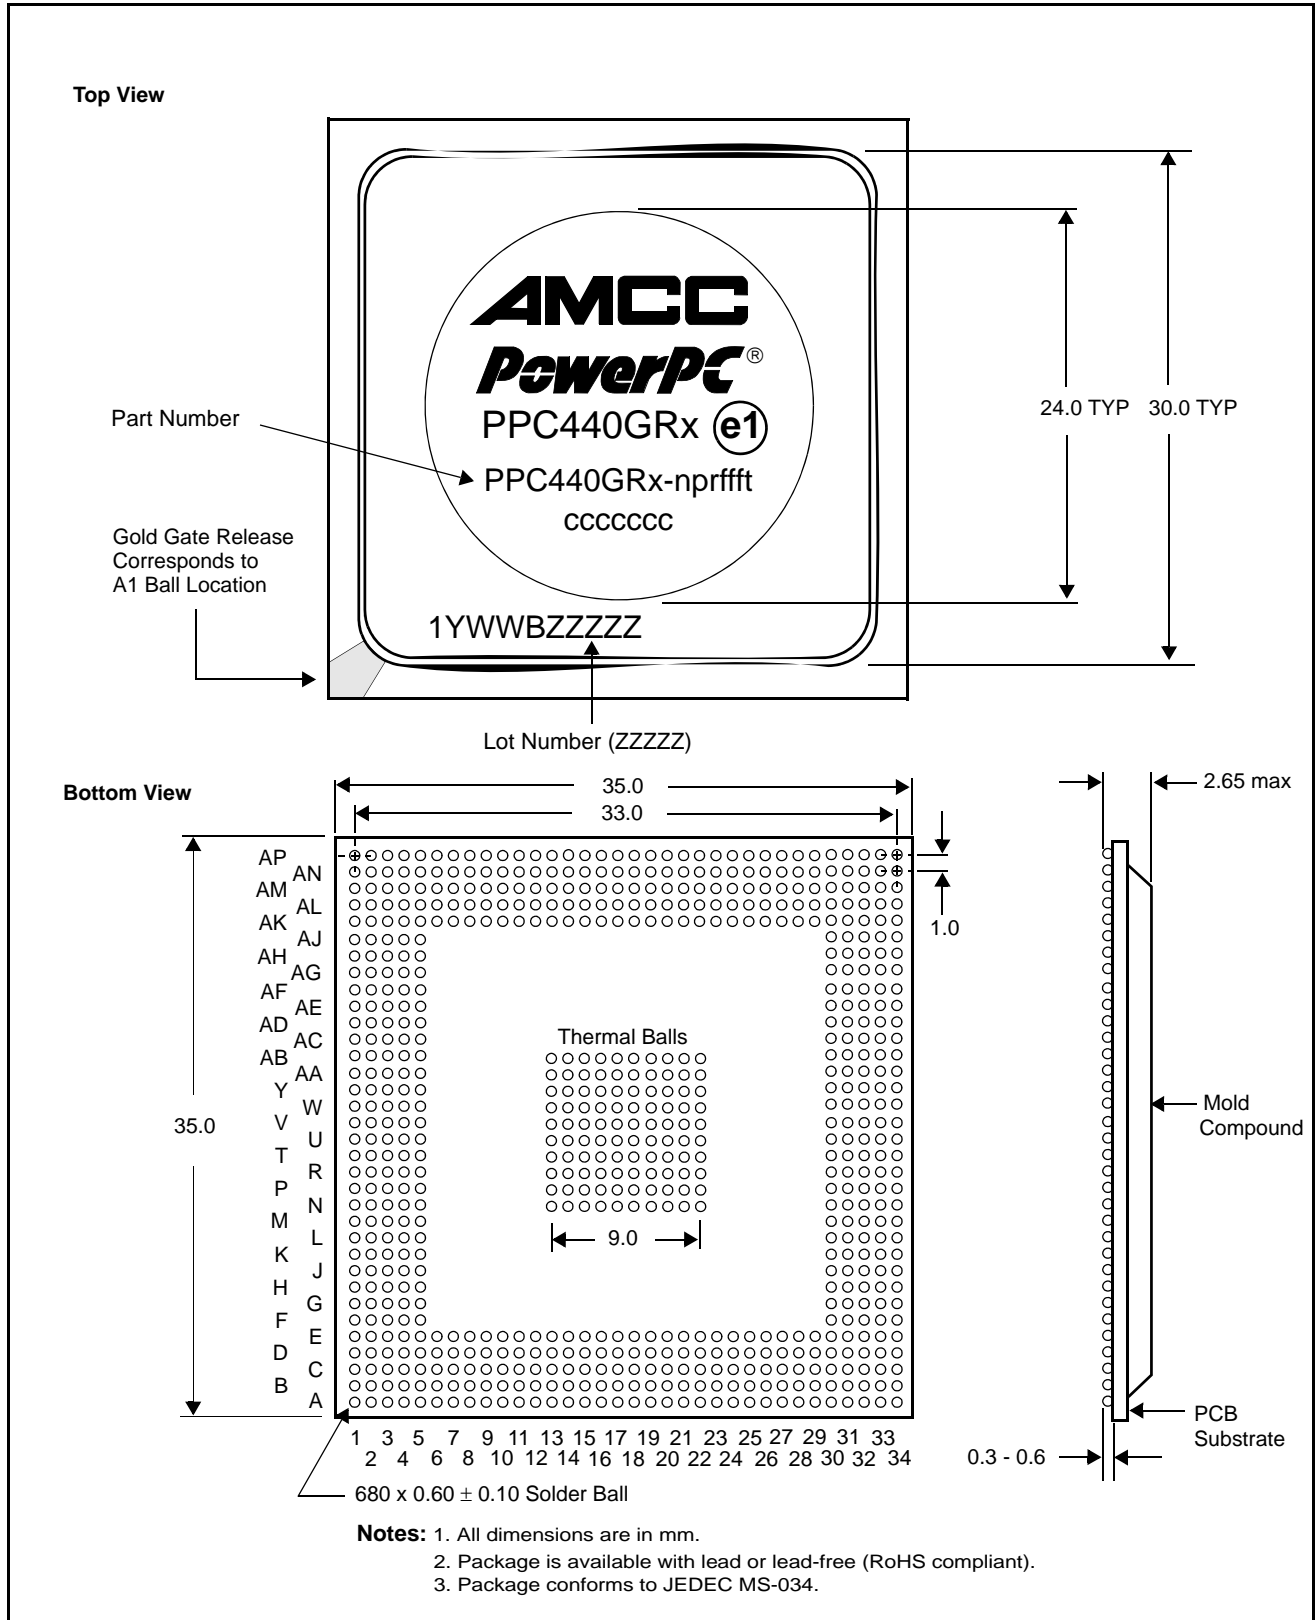 Top View
AMCC
PowerPC®
PPC440GRx e1
PPC440GRx-nprffft
ccccccc
1YWWBZZZZZ
Part Number
Gold Gate Release
Corresponds to
A1 Ball Location
24.0 TYP
30.0 TYP
Lot Number (ZZZZZ)
Bottom View
35.0
33.0
2.65 max
1.0
AP
AN
AM
AL
AK
AJ
AH
AG
AF
AE
AD
AC
AB
AA
Y
W
V
U
T
R
P
N
M
L
K
J
H
G
F
E
D
C
B
A
35.0
Thermal Balls
9.0
Mold
Compound
PCB
Substrate
0.3 - 0.6
1 3 5 7 9 11 13 15 17 19 21 23 25 27 29 31 33
2 4 6 8 10 12 14 16 18 20 22 24 26 28 30 32 34
680 x 0.60 ± 0.10 Solder Ball
Notes: 1. All dimensions are in mm.
2. Package is available with lead or lead-free (RoHS compliant).
3. Package conforms to JEDEC MS-034.